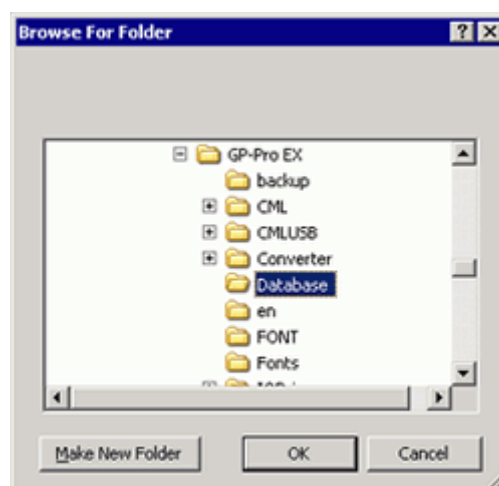 Browse For Folder
GP-Pro EX
backup
CML
CMLUSB
Converter
Database
en
FONT
Fonts
Make New Folder
OK
Cancel